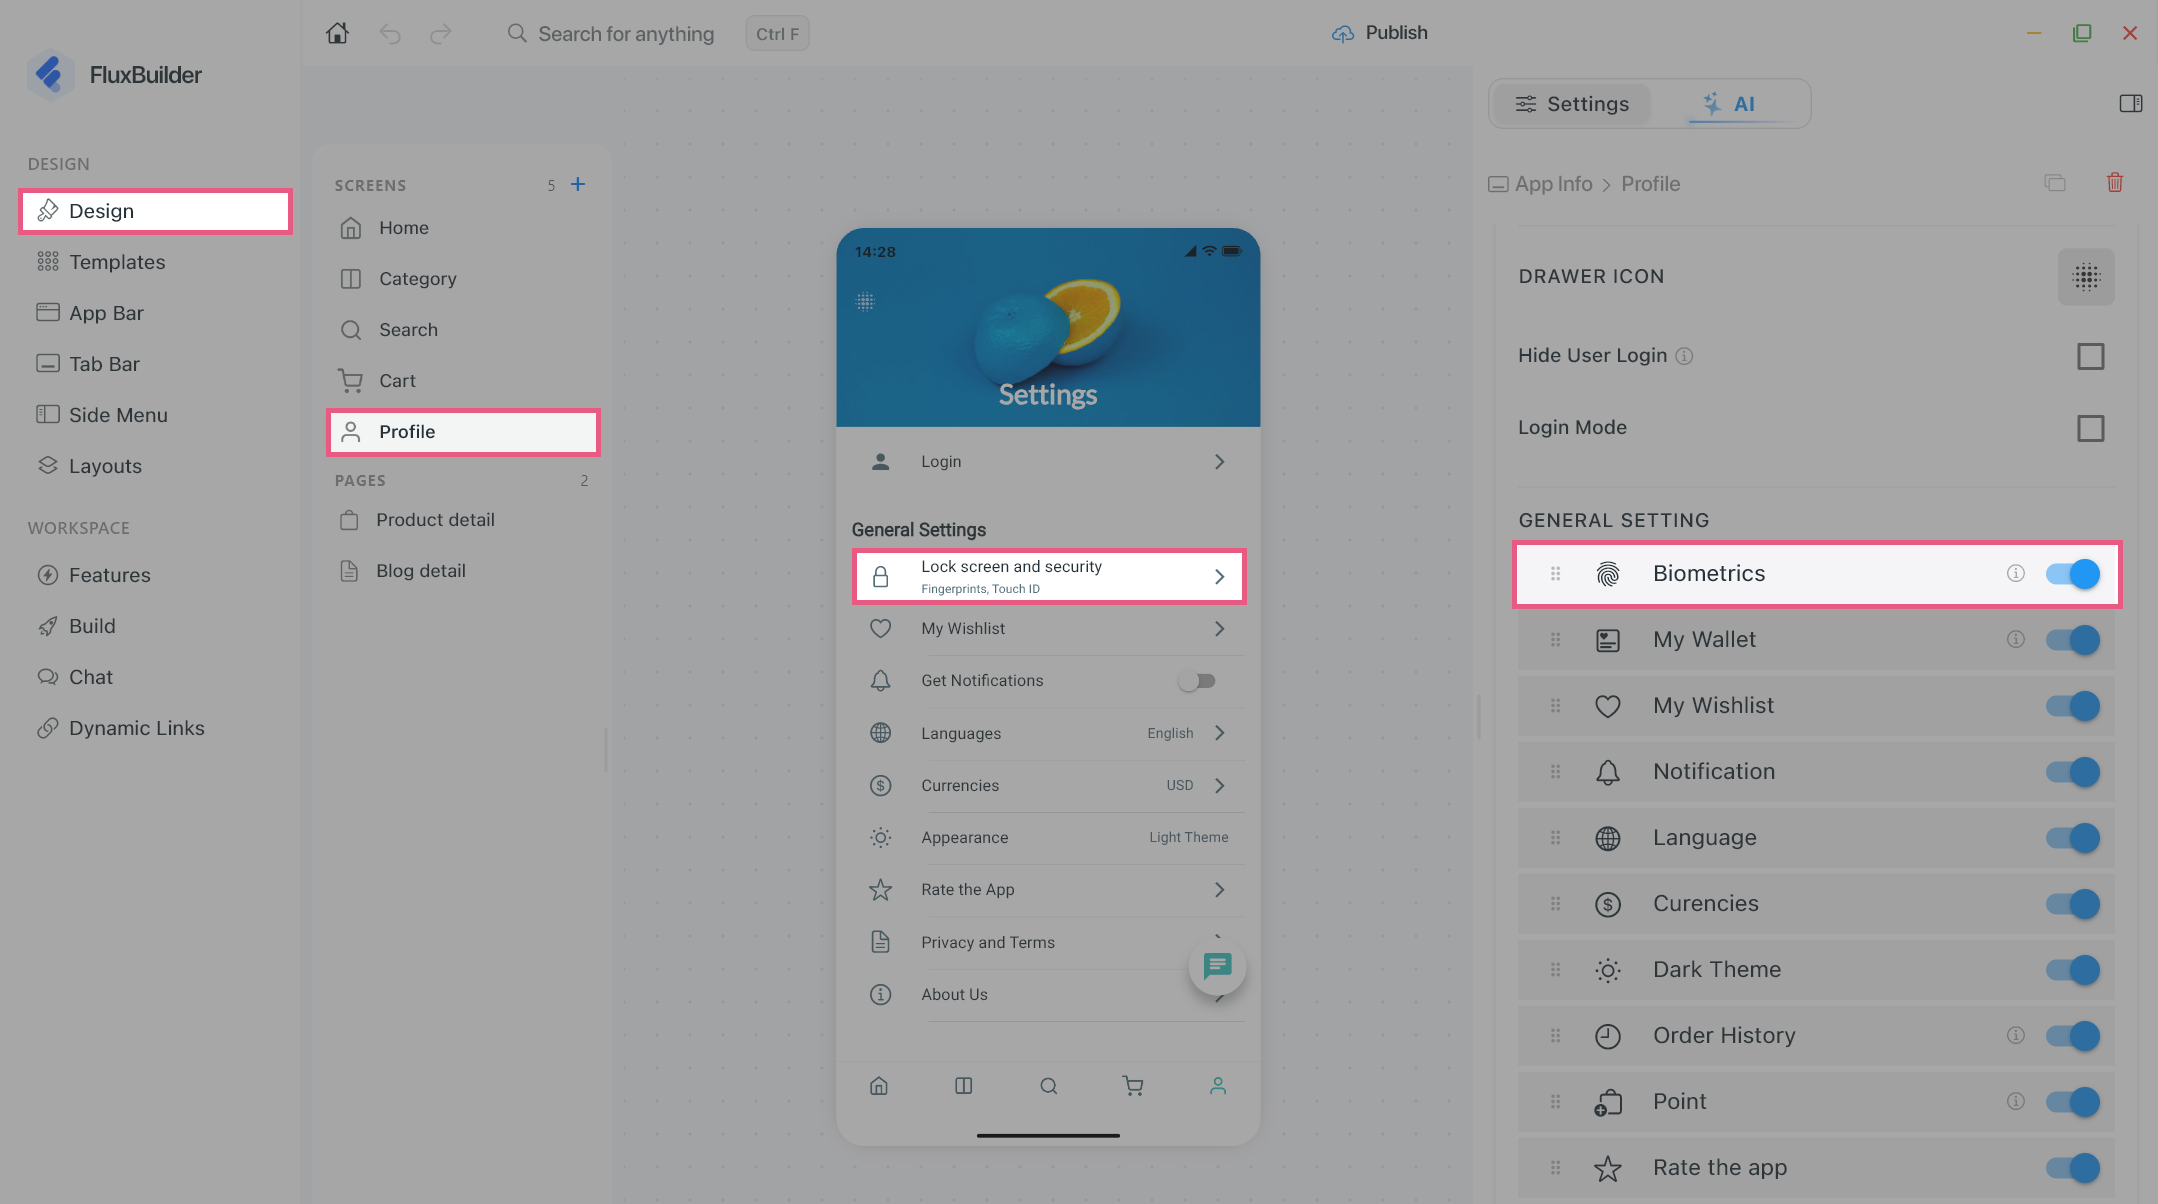 FluxBuilder
Search for anything
Ctrl F
Publish
DESIGN
Design
Templates
App Bar
Tab Bar
Side Menu
Layouts
WORKSPACE
Features
Build
Chat
Dynamic Links
SCREENS 5
Home
Category
Search
Cart
Profile
PAGES 2
Product detail
Blog detail
14:28
Settings
Login
General Settings
Lock screen and security
Fingerprints, Touch ID
My Wishlist
Get Notifications
Languages English
Currencies USD
Appearance Light Theme
Rate the App
Privacy and Terms
About Us
Settings
AI
App Info > Profile
DRAWER ICON
Hide User Login
Login Mode
GENERAL SETTING
Biometrics
My Wallet
My Wishlist
Notification
Language
Curencies
Dark Theme
Order History
Point
Rate the app